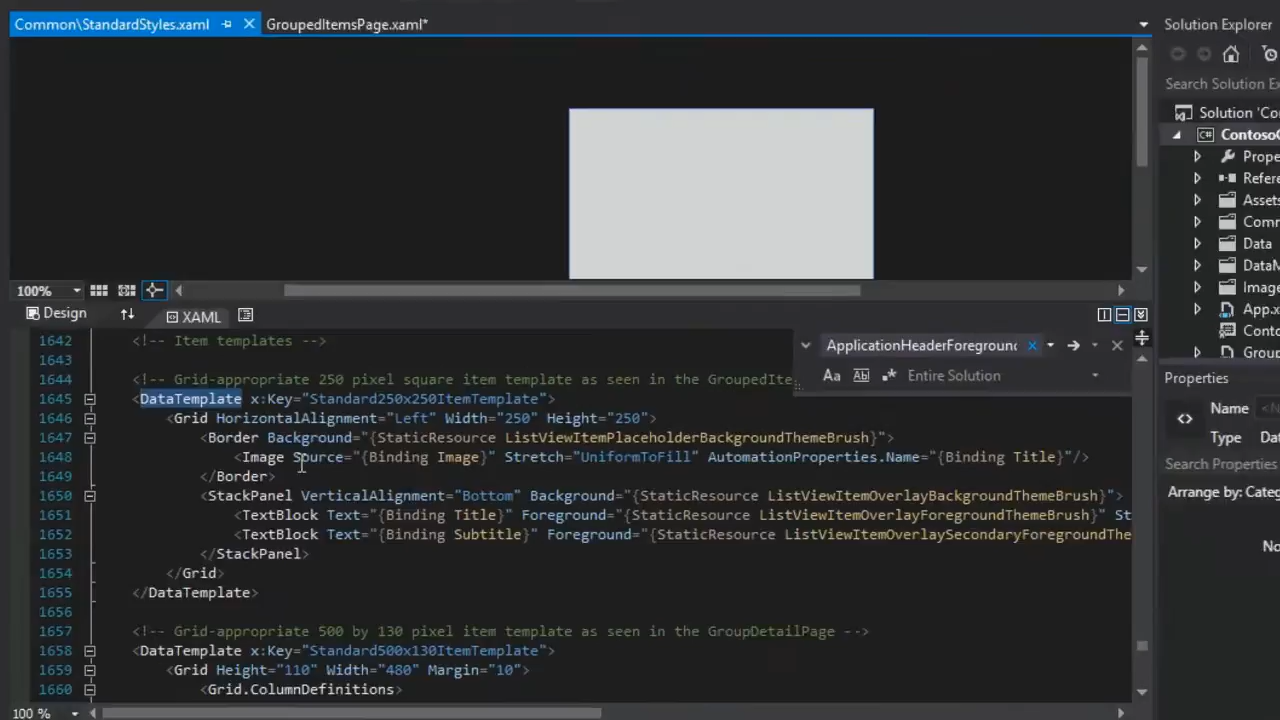 Common\StandardStyles.xaml
GroupedItemsPage.xaml*
Solution Explorer
Search Solution Ex
Solution 'Co
C# Contoso
Prope
Refere
Assets
Comm
Data
DataM
Image
App.x
Conto
Group
100%
Design
XAML
ApplicationHeaderForeground
Aa Ab Entire Solution
Properties
Name <
Type Da
Search Properties
Arrange by: Categ
No
1642 <!-- Item templates -->
1643
1644 <!-- Grid-appropriate 250 pixel square item template as seen in the GroupedIte
1645 <DataTemplate x:Key="Standard250x250ItemTemplate">
1646 <Grid HorizontalAlignment="Left" Width="250" Height="250">
1647 <Border Background="{StaticResource ListViewItemPlaceholderBackgroundThemeBrush}">
1648 <Image Source="{Binding Image}" Stretch="UniformToFill" AutomationProperties.Name="{Binding Title}"/>
1649 </Border>
1650 <StackPanel VerticalAlignment="Bottom" Background="{StaticResource ListViewItemOverlayBackgroundThemeBrush}">
1651 <TextBlock Text="{Binding Title}" Foreground="{StaticResource ListViewItemOverlayForegroundThemeBrush}" St
1652 <TextBlock Text="{Binding Subtitle}" Foreground="{StaticResource ListViewItemOverlaySecondaryForegroundThe
1653 </StackPanel>
1654 </Grid>
1655 </DataTemplate>
1656
1657 <!-- Grid-appropriate 500 by 130 pixel item template as seen in the GroupDetailPage -->
1658 <DataTemplate x:Key="Standard500x130ItemTemplate">
1659 <Grid Height="110" Width="480" Margin="10">
1660 <Grid.ColumnDefinitions>
100 %